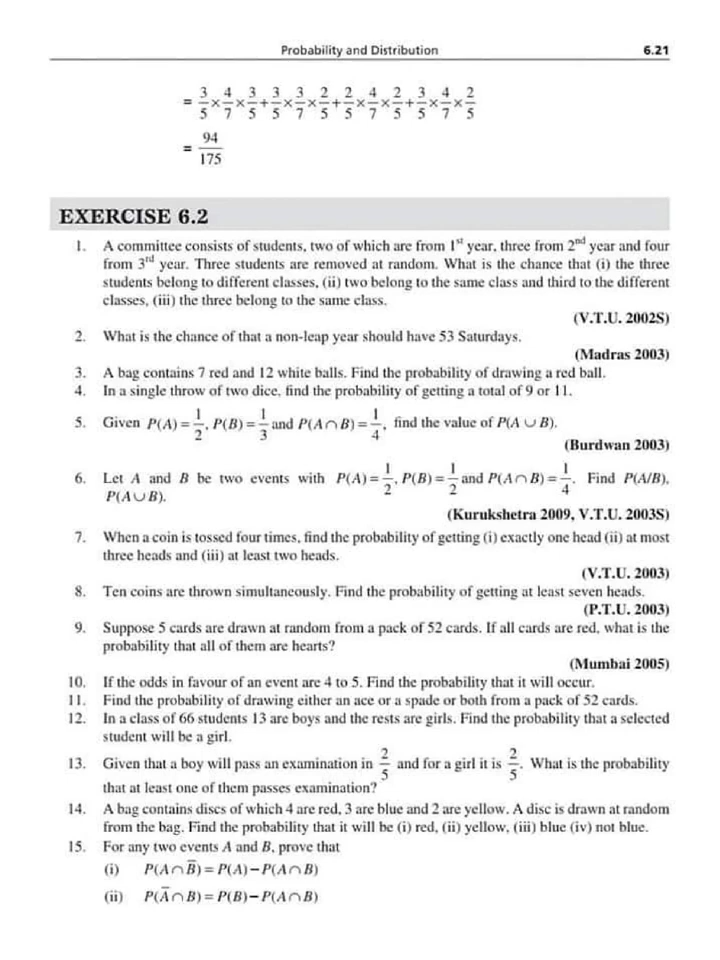 Probability and Distribution 6.21
= 3/5 × 4/7 × 3/5 + 3/5 × 3/7 × 2/5 + 2/5 × 4/7 × 2/5 + 3/5 × 4/7 × 2/5
= 94/175
EXERCISE 6.2
1. A committee consists of students, two of which are from 1st year, three from 2nd year and four
from 3rd year. Three students are removed at random. What is the chance that (i) the three
students belong to different classes, (ii) two belong to the same class and third to the different
classes, (iii) the three belong to the same class.
(V.T.U. 2002S)
2. What is the chance of that a non-leap year should have 53 Saturdays.
(Madras 2003)
3. A bag contains 7 red and 12 white balls. Find the probability of drawing a red ball.
4. In a single throw of two dice, find the probability of getting a total of 9 or 11.
5. Given P(A) = 1/2, P(B) = 1/3 and P(A∩B) = 1/4, find the value of P(A ∪ B).
(Burdwan 2003)
6. Let A and B be two events with P(A) = 1/2, P(B) = 1/2 and P(A∩B) = 1/4. Find P(A/B),
P(A∪B).
(Kurukshetra 2009, V.T.U. 2003S)
7. When a coin is tossed four times, find the probability of getting (i) exactly one head (ii) at most
three heads and (iii) at least two heads.
(V.T.U. 2003)
8. Ten coins are thrown simultaneously. Find the probability of getting at least seven heads.
(P.T.U. 2003)
9. Suppose 5 cards are drawn at random from a pack of 52 cards. If all cards are red, what is the
probability that all of them are hearts?
(Mumbai 2005)
10. If the odds in favour of an event are 4 to 5. Find the probability that it will occur.
11. Find the probability of drawing either an ace or a spade or both from a pack of 52 cards.
12. In a class of 66 students 13 are boys and the rests are girls. Find the probability that a selected
student will be a girl.
13. Given that a boy will pass an examination in 2/5 and for a girl it is 2/5. What is the probability
that at least one of them passes examination?
14. A bag contains discs of which 4 are red, 3 are blue and 2 are yellow. A disc is drawn at random
from the bag. Find the probability that it will be (i) red, (ii) yellow, (iii) blue (iv) not blue.
15. For any two events A and B, prove that
(i) P(A∩B̅) = P(A) − P(A∩B)
(ii) P(A̅∩B) = P(B) − P(A∩B)